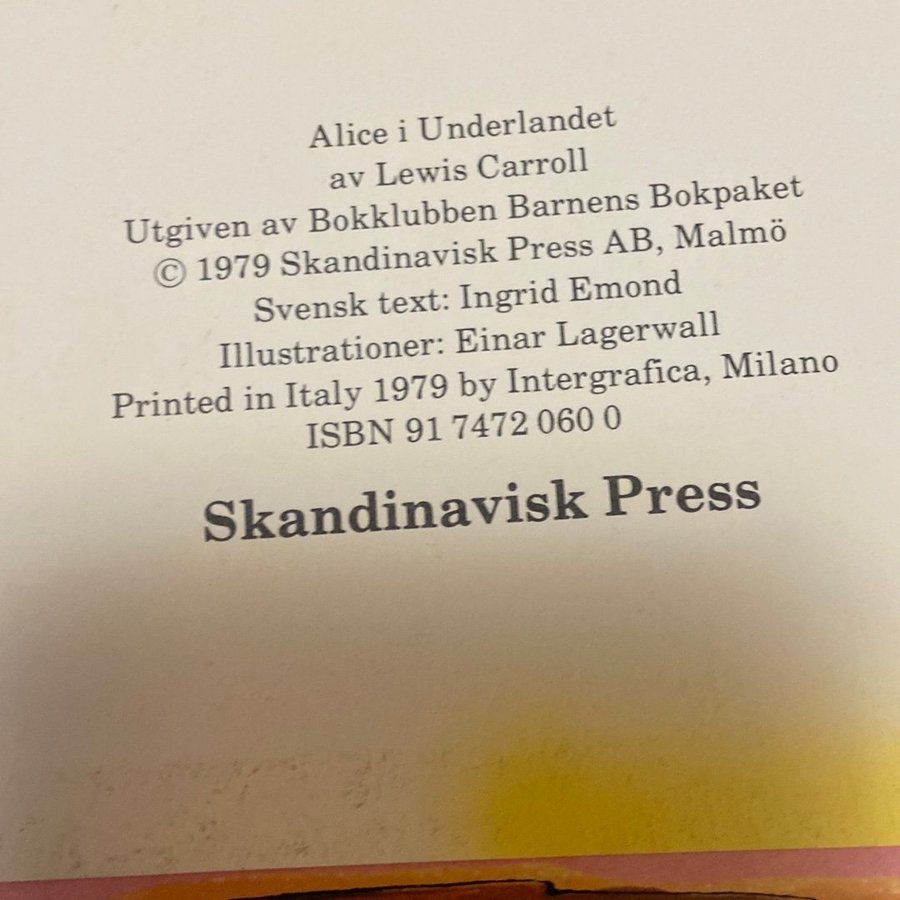 Alice i Underlandet
av Lewis Carroll
Utgiven av Bokklubben Barnens Bokpaket
© 1979 Skandinavisk Press AB, Malmö
Svensk text: Ingrid Emond
Illustrationer: Einar Lagerwall
Printed in Italy 1979 by Intergrafica, Milano
ISBN 91 7472 060 0
Skandinavisk Press